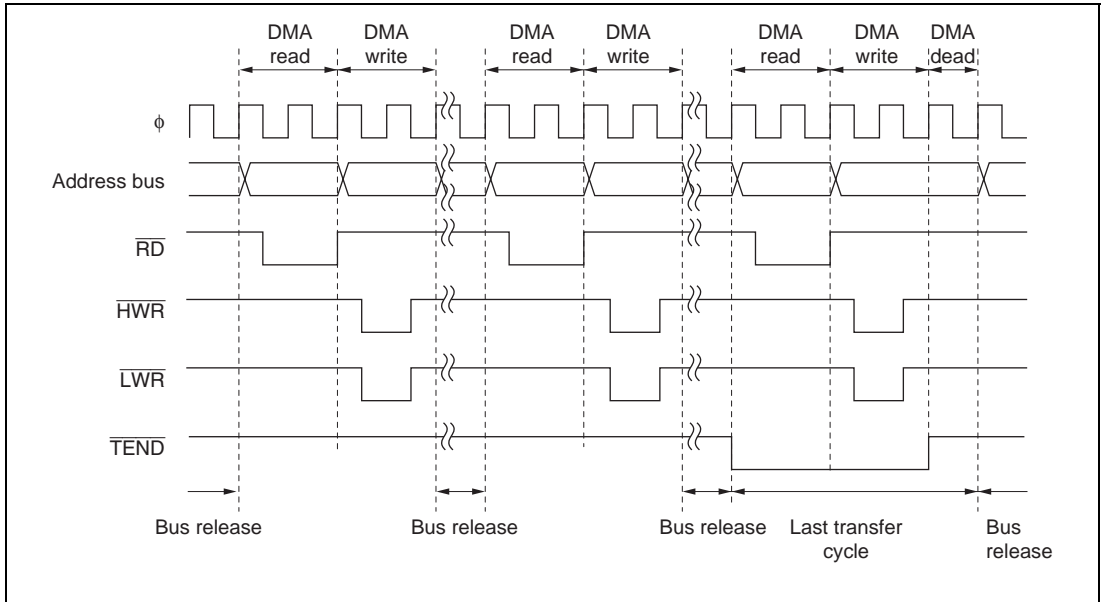 DMA read
DMA write
DMA read
DMA write
DMA read
DMA write
DMA dead
φ
Address bus
RD
HWR
LWR
TEND
Bus release
Bus release
Bus release
Last transfer cycle
Bus release